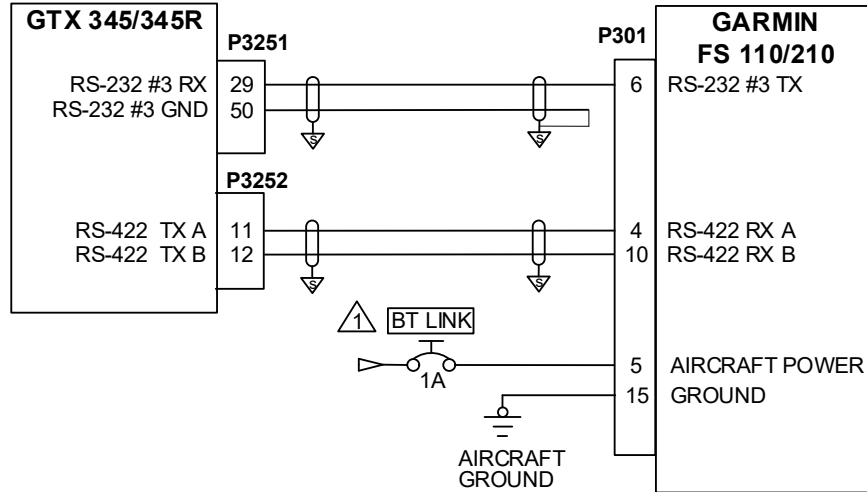 GTX 345/345R
P3251
RS-232 #3 RX 29
RS-232 #3 GND 50
S
S
P301
GARMIN
FS 110/210
6 RS-232 #3 TX
P3252
RS-422 TX A 11
RS-422 TX B 12
S
S
4 RS-422 RX A
10 RS-422 RX B
1 BT LINK
1A
5 AIRCRAFT POWER
15 GROUND
AIRCRAFT
GROUND